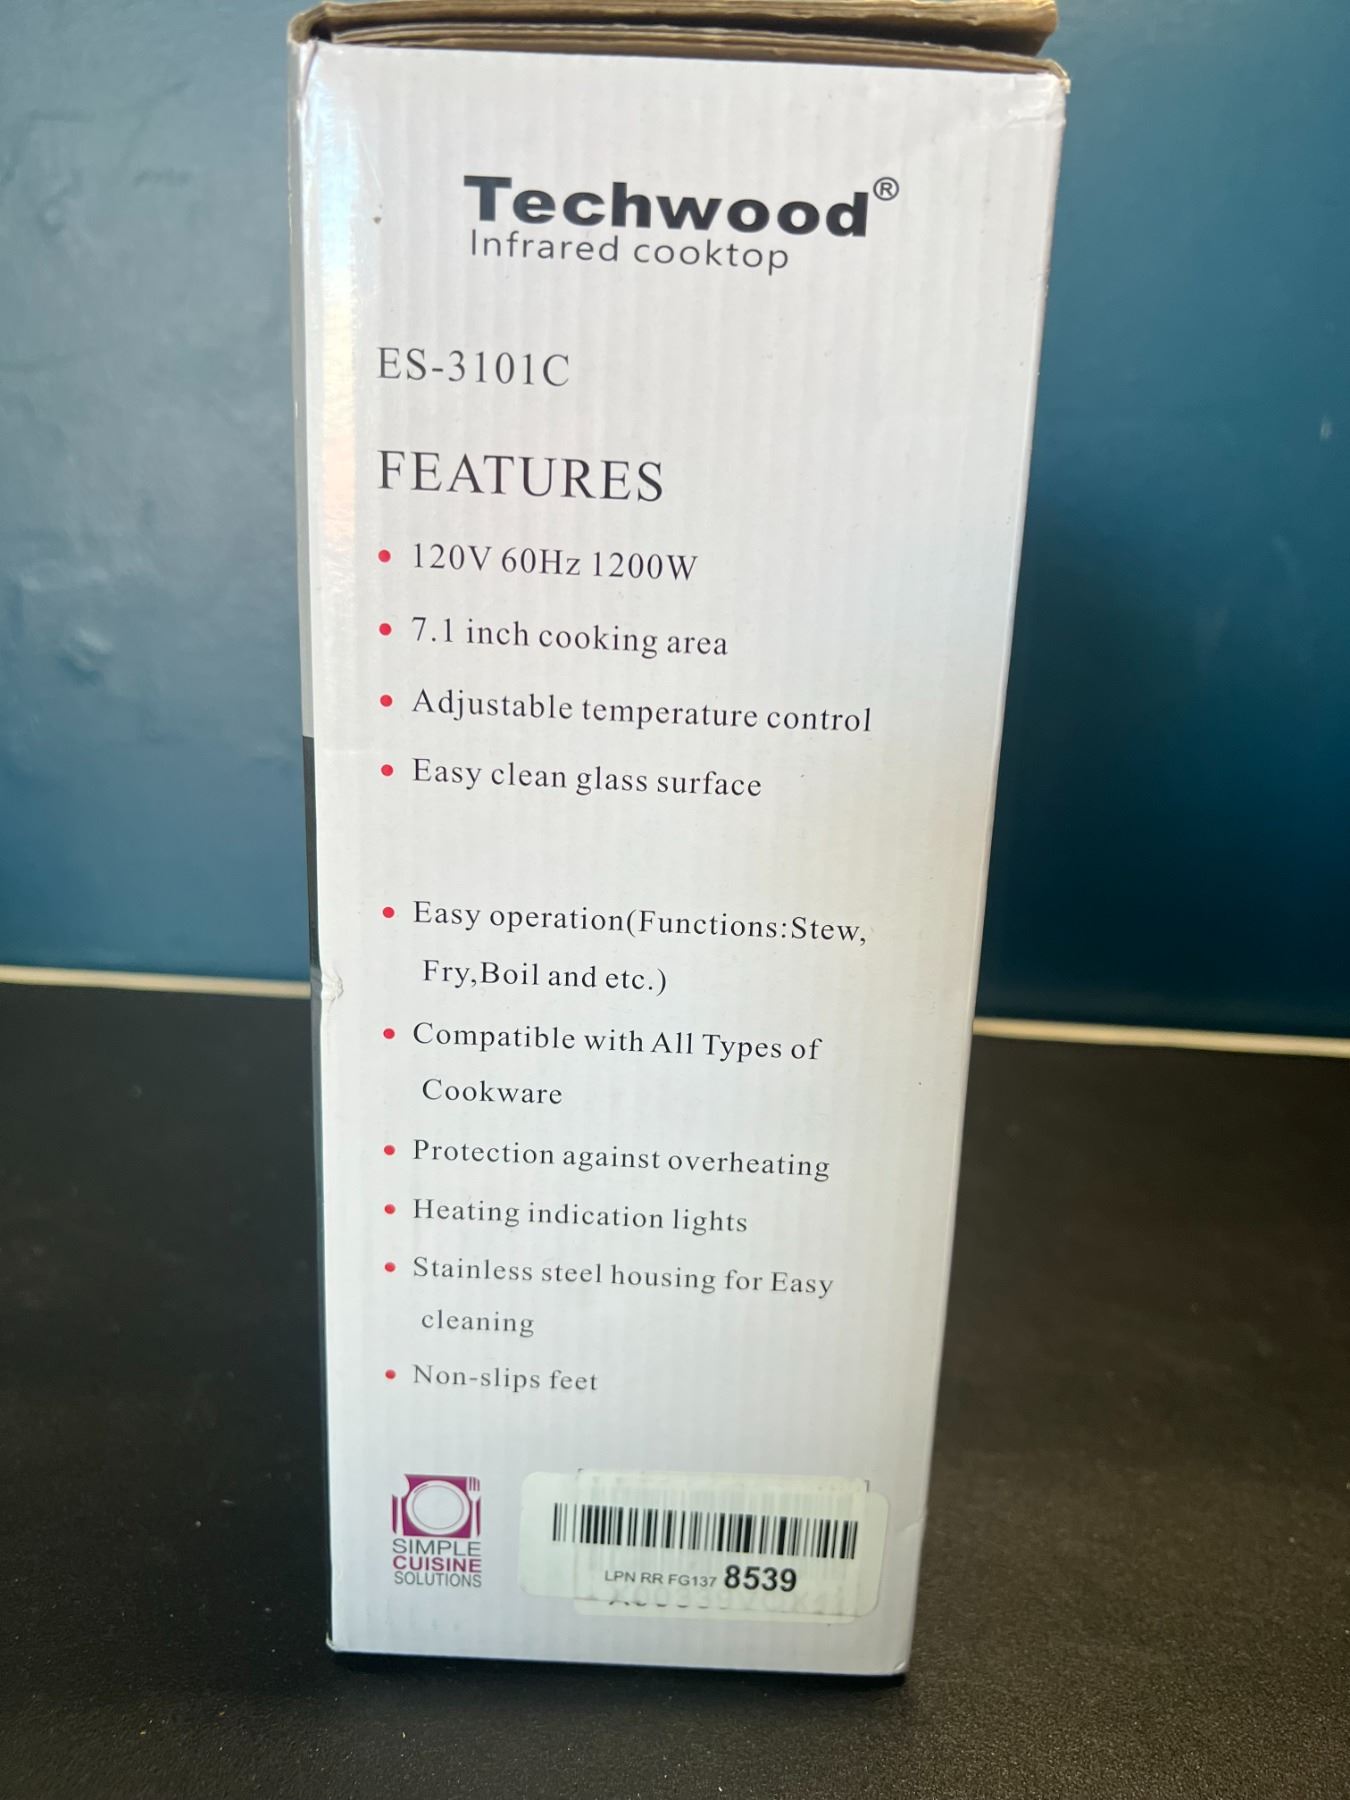 Techwood®
Infrared cooktop
ES-3101C
FEATURES
• 120V 60Hz 1200W
• 7.1 inch cooking area
• Adjustable temperature control
• Easy clean glass surface
• Easy operation(Functions:Stew,
Fry,Boil and etc.)
• Compatible with All Types of
Cookware
• Protection against overheating
• Heating indication lights
• Stainless steel housing for Easy
cleaning
• Non-slips feet
SIMPLE
CUISINE
SOLUTIONS
LPN RR FG137 8539